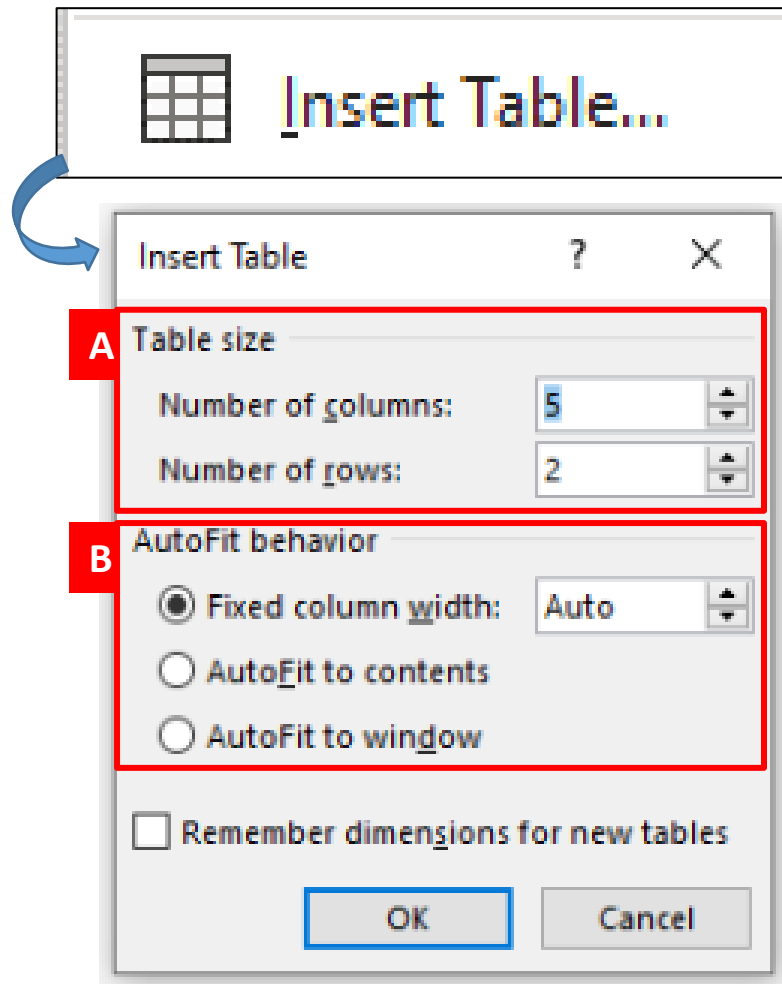 Insert Table...
Insert Table ? ×
A Table size
Number of columns: 5
Number of rows: 2
B AutoFit behavior
Fixed column width: Auto
AutoFit to contents
AutoFit to window
Remember dimensions for new tables
OK Cancel